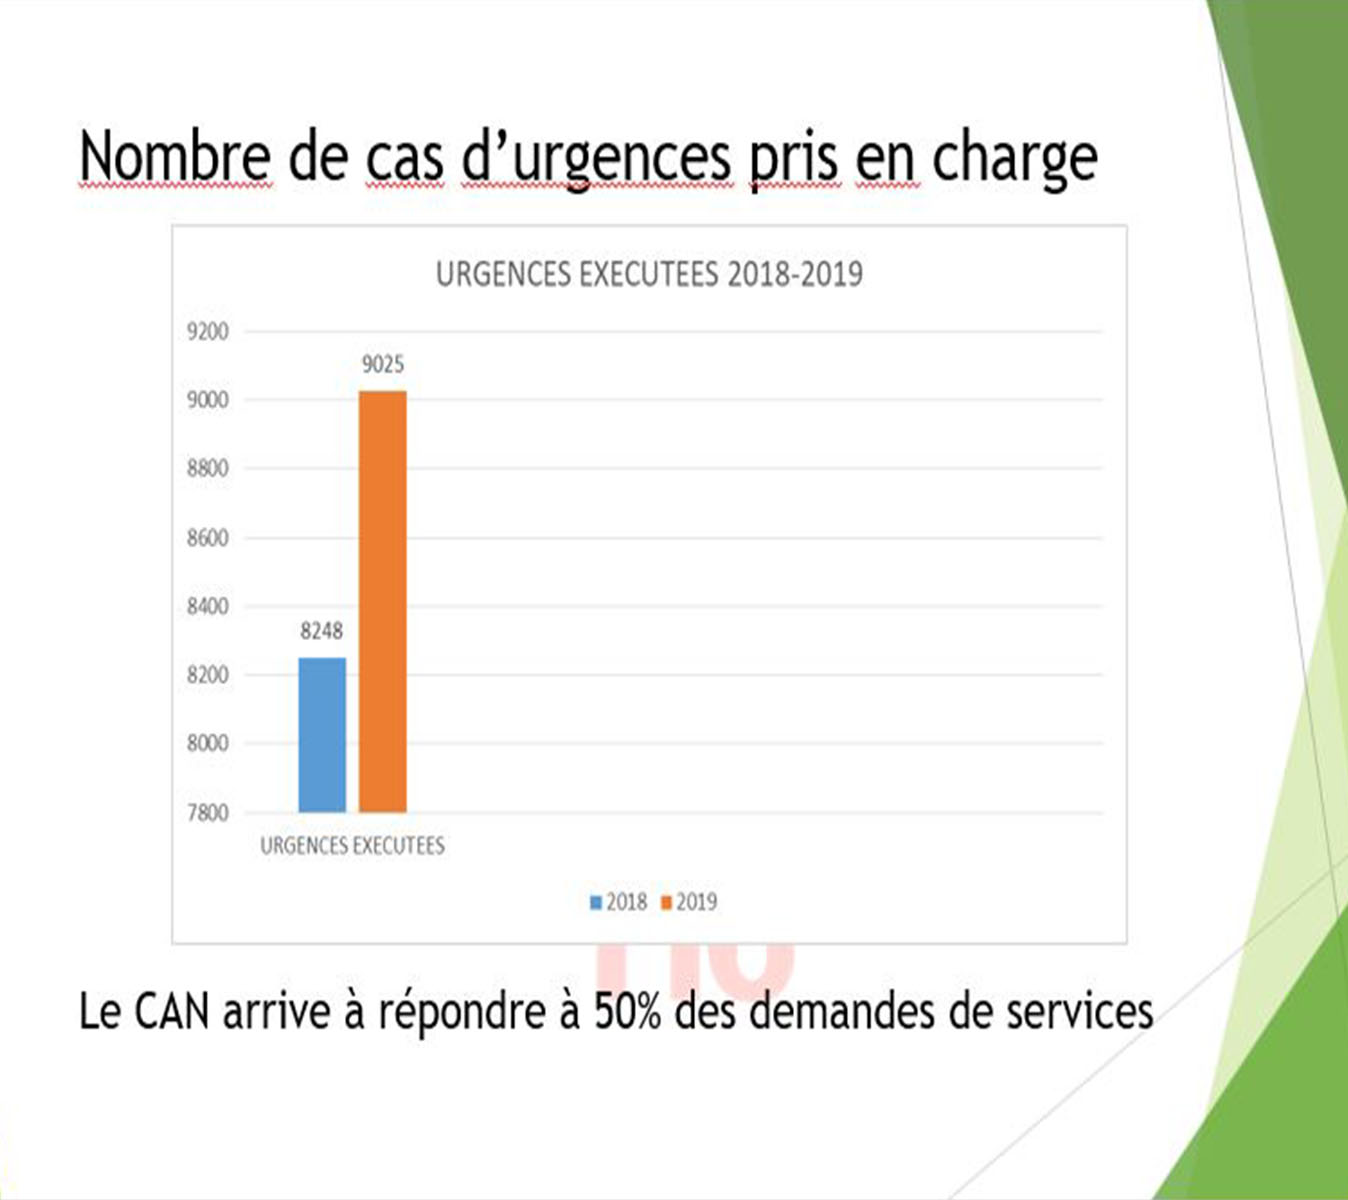 Nombre de cas d’urgences pris en charge
URGENCES EXECUTEES 2018-2019
9200
9025
9000
8800
8600
8400
8248
8200
8000
7800
URGENCES EXECUTEES
2018 2019
Le CAN arrive à répondre à 50% des demandes de services